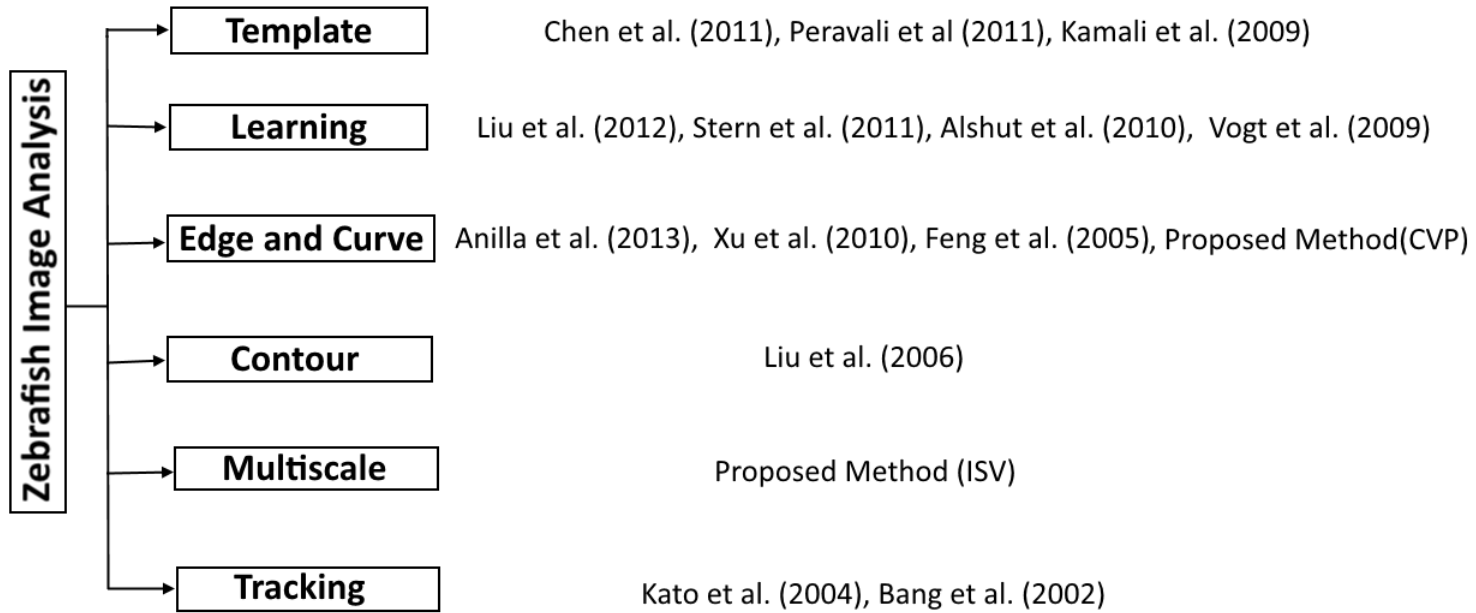 Zebrafish Image Analysis
Template
Chen et al. (2011), Peravali et al (2011), Kamali et al. (2009)
Learning
Liu et al. (2012), Stern et al. (2011), Alshut et al. (2010), Vogt et al. (2009)
Edge and Curve
Anilla et al. (2013), Xu et al. (2010), Feng et al. (2005), Proposed Method(CVP)
Contour
Liu et al. (2006)
Multiscale
Proposed Method (ISV)
Tracking
Kato et al. (2004), Bang et al. (2002)